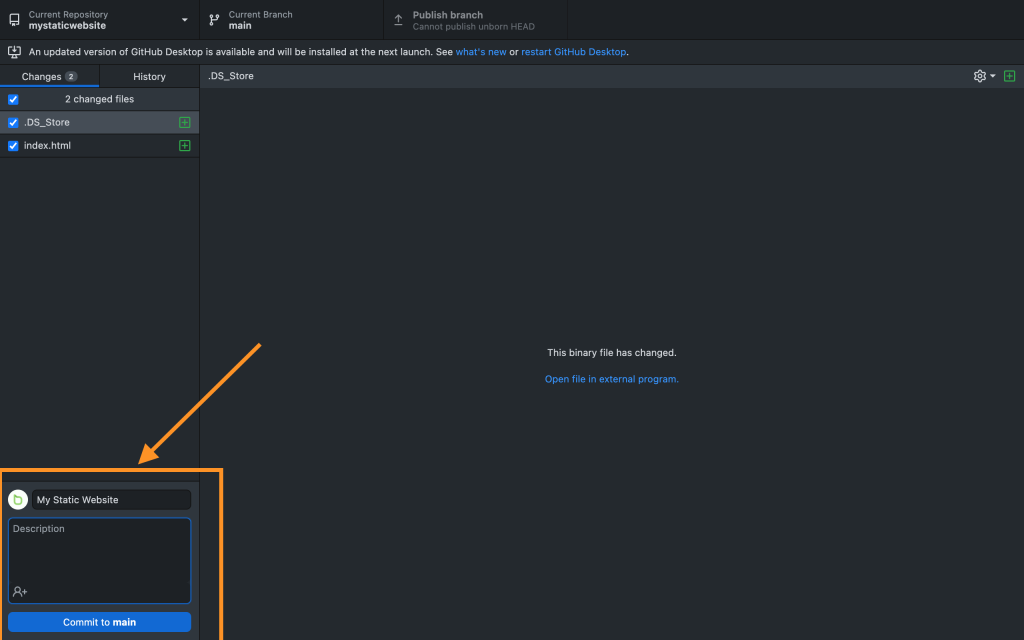 Current Repository
mystaticwebsite
Current Branch
main
Publish branch
Cannot publish unborn HEAD
An updated version of GitHub Desktop is available and will be installed at the next launch. See what's new or restart GitHub Desktop.
Changes 2
History
.DS_Store
2 changed files
.DS_Store
index.html
This binary file has changed.
Open file in external program.
My Static Website
Description
Commit to main